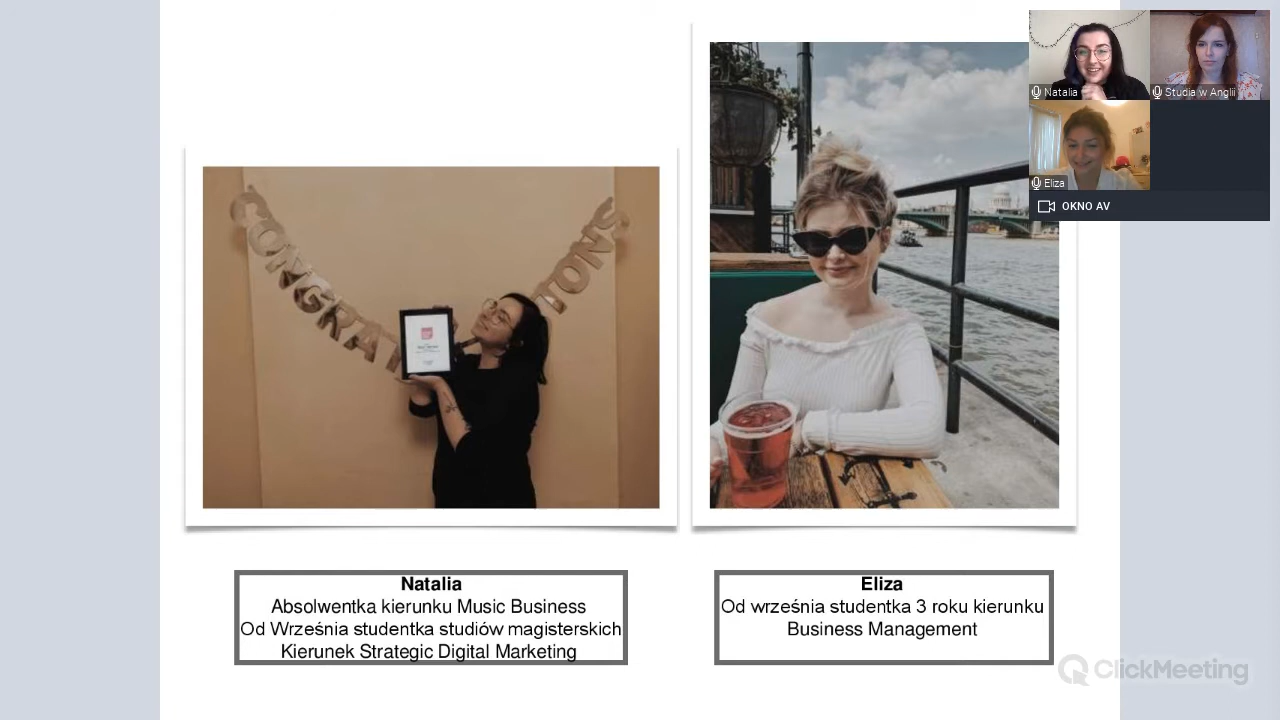 CONGRAT
TONS
Natalia
Studia w Anglii
Eliza
OKNO AV
Natalia
Absolwentka kierunku Music Business
Od Września studentka studiów magisterskich
Kierunek Strategic Digital Marketing
Eliza
Od września studentka 3 roku kierunku
Business Management
ClickMeeting